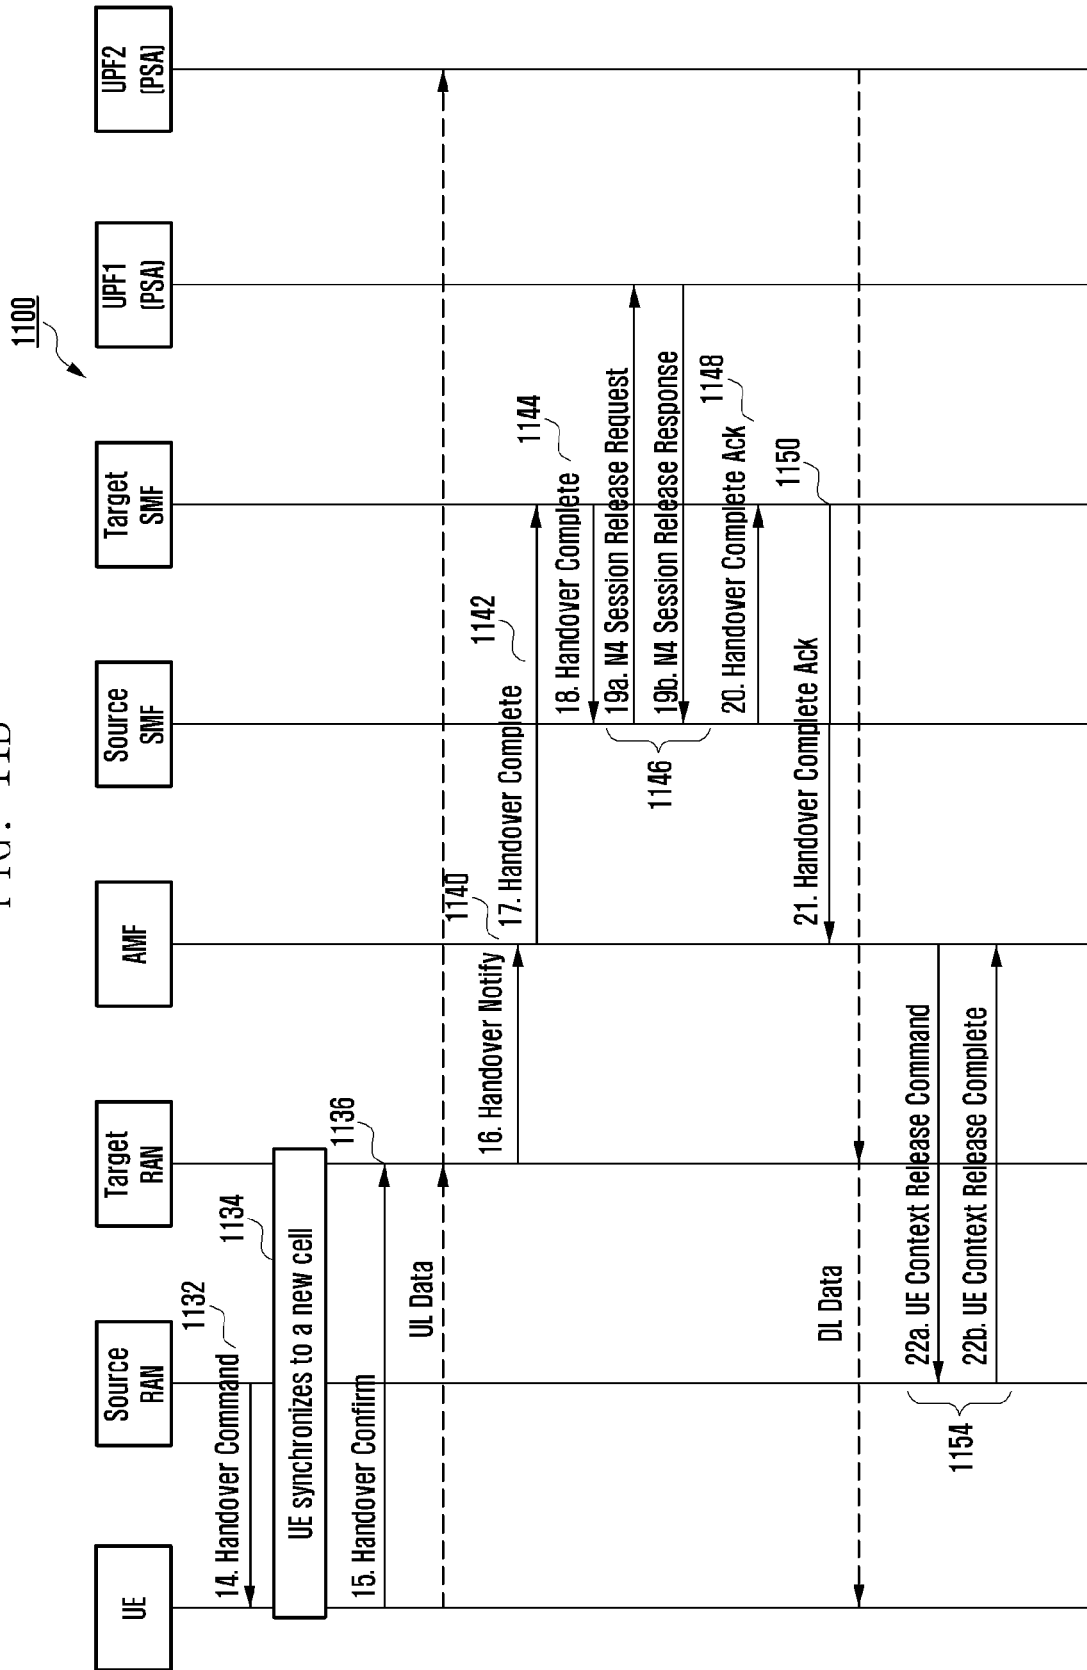 FIG. 11B
1100
UE
Source
RAN
Target
RAN
AMF
Source
SMF
Target
SMF
UPF1
(PSA)
UPF2
(PSA)
14. Handover Command
1132
UE synchronizes to a new cell
1134
15. Handover Confirm
1136
UL Data
16. Handover Notify
1140
17. Handover Complete
1142
18. Handover Complete
1144
19a. N4 Session Release Request
19b. N4 Session Release Response
1146
20. Handover Complete Ack
1148
21. Handover Complete Ack
1150
DL Data
22a. UE Context Release Command
22b. UE Context Release Complete
1154